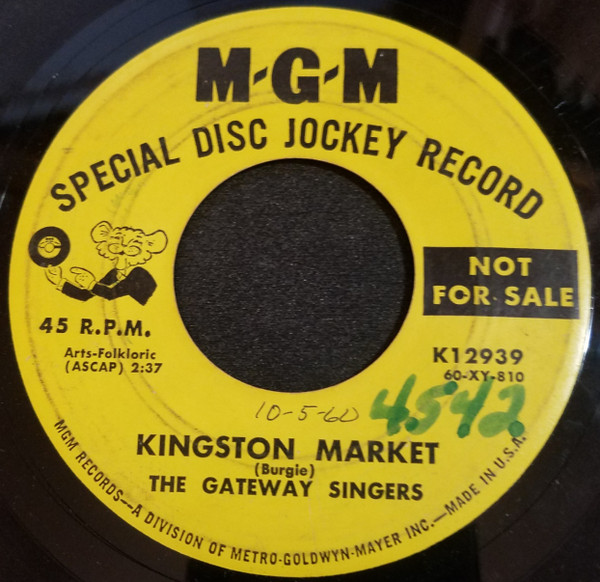 M-G-M
SPECIAL DISC JOCKEY RECORD
NOT
FOR SALE
45 R.P.M.
Arts-Folkloric
(ASCAP) 2:37
K12939
60-XY-810
10-5-60
4542
KINGSTON MARKET
(Burgie)
THE GATEWAY SINGERS
MGM RECORDS—A DIVISION OF METRO-GOLDWYN-MAYER INC.—MADE IN U.S.A.